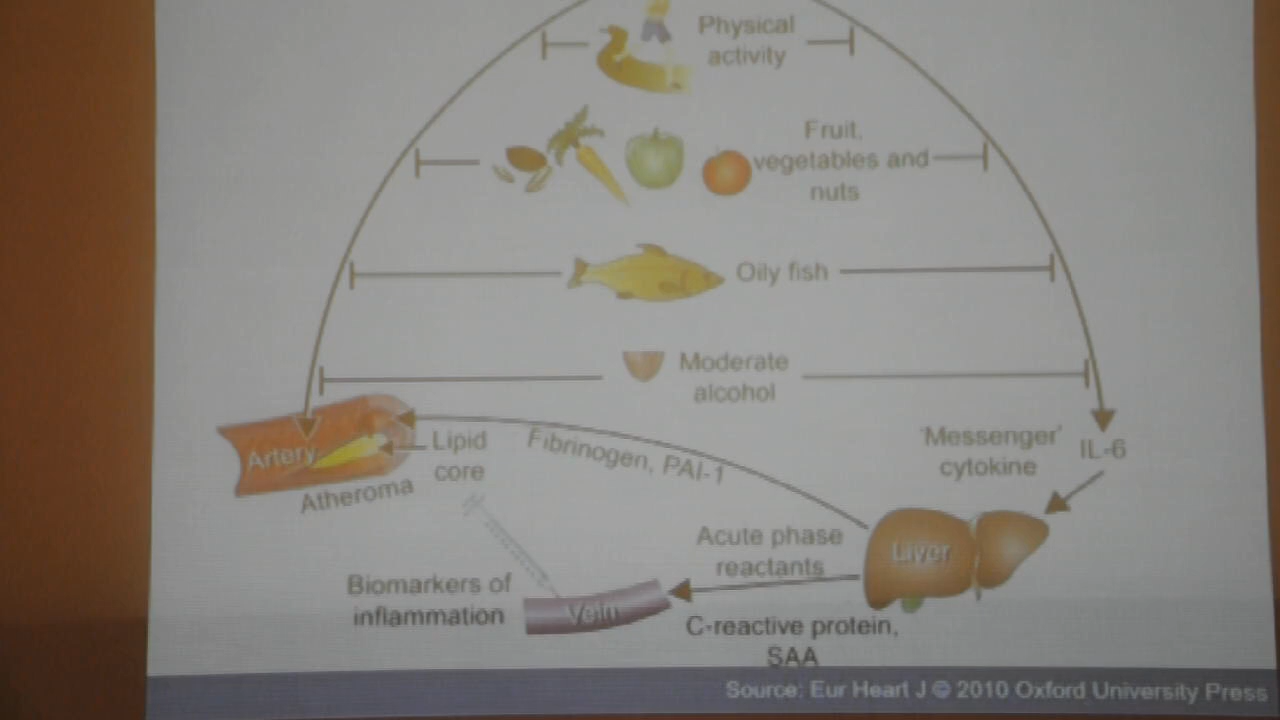 Physical
activity
Fruit,
vegetables and
nuts
Oily fish
Moderate
alcohol
Artery
Lipid
core
Atheroma
Fibrinogen, PAI-1
'Messenger'
cytokine
IL-6
Liver
Acute phase
reactants
Biomarkers of
inflammation
Vein
C-reactive protein,
SAA
Source: Eur Heart J © 2010 Oxford University Press